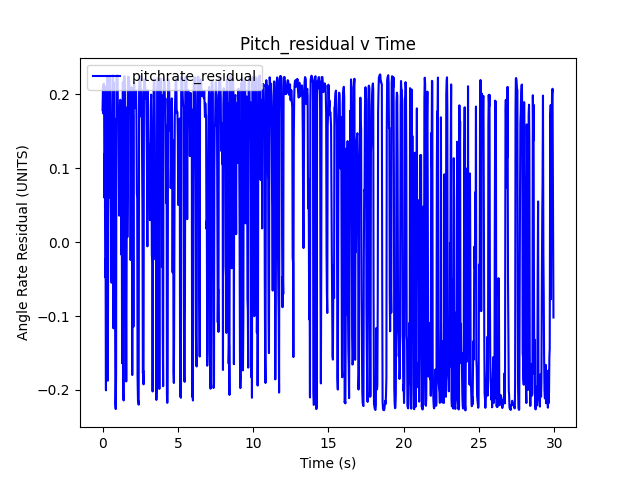 Pitch_residual v Time
pitchrate_residual
Angle Rate Residual (UNITS)
0.2
0.1
0.0
−0.1
−0.2
0 5 10 15 20 25 30
Time (s)